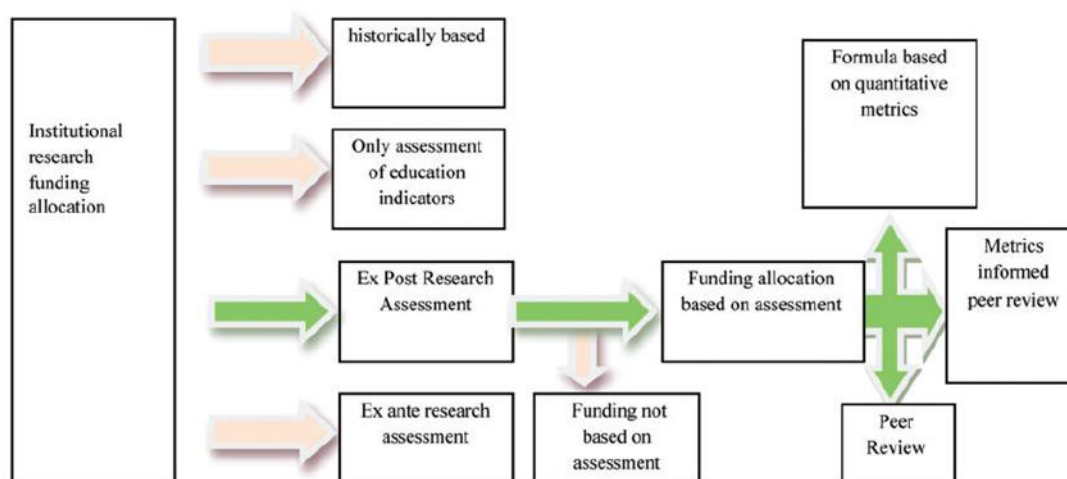 Institutional
research
funding
allocation
historically based
Only assessment
of education
indicators
Ex Post Research
Assessment
Ex ante research
assessment
Funding not
based on
assessment
Funding allocation
based on assessment
Formula based
on quantitative
metrics
Metrics
informed
peer review
Peer
Review